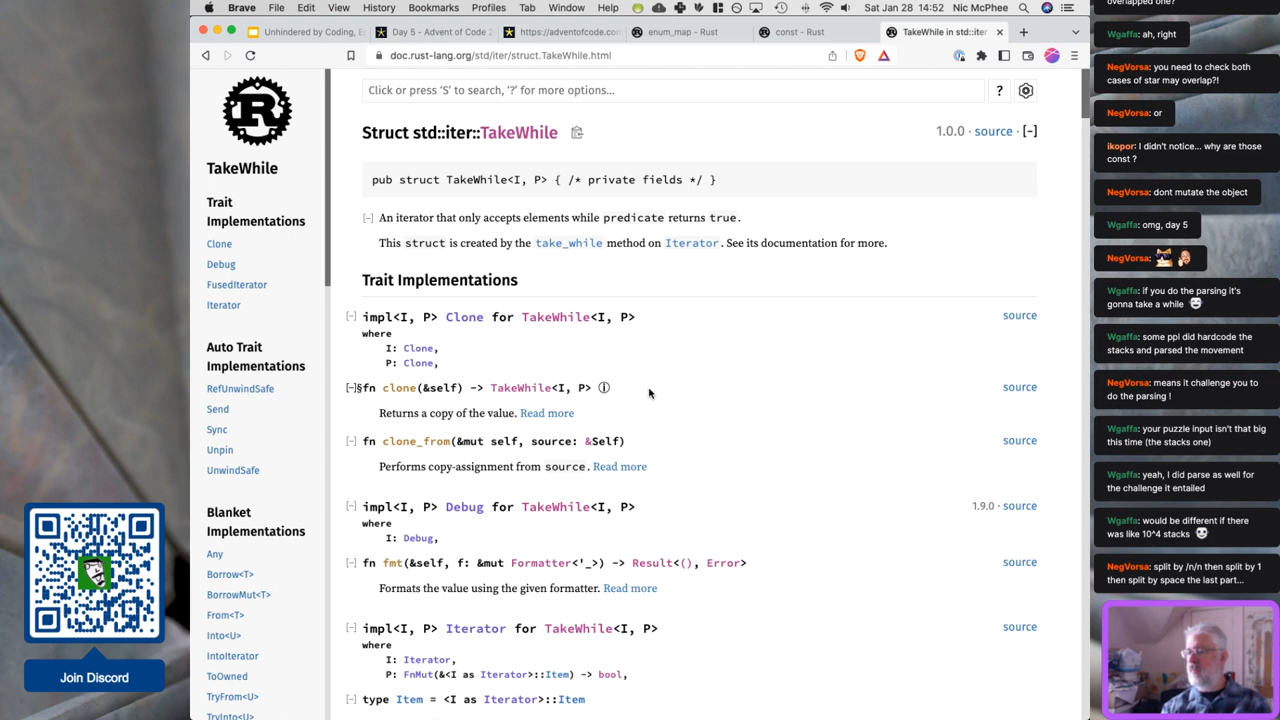 Brave File Edit View History Bookmarks Profiles Tab Window Help Sat Jan 28 14:52 Nic McPhee
Unhindered by Coding, E
Day 5 - Advent of Code 2
https://adventofcode.com
enum_map - Rust
const - Rust
TakeWhile in std::iter
doc.rust-lang.org/std/iter/struct.TakeWhile.html
Click or press 'S' to search, '?' for more options...
?
TakeWhile
Trait
Implementations
Clone
Debug
FusedIterator
Iterator
Auto Trait
Implementations
RefUnwindSafe
Send
Sync
Unpin
UnwindSafe
Blanket
Implementations
Any
Borrow<T>
BorrowMut<T>
From<T>
Into<U>
IntoIterator
ToOwned
TryFrom<U>
TryInto<U>
Struct std::iter::TakeWhile
1.0.0 · source · [-]
pub struct TakeWhile<I, P> { /* private fields */ }
[-] An iterator that only accepts elements while predicate returns true.
This struct is created by the take_while method on Iterator. See its documentation for more.
Trait Implementations
[-] impl<I, P> Clone for TakeWhile<I, P> source
where
I: Clone,
P: Clone,
[-]§fn clone(&self) -> TakeWhile<I, P> ⓘ source
Returns a copy of the value. Read more
[-] fn clone_from(&mut self, source: &Self) source
Performs copy-assignment from source. Read more
[-] impl<I, P> Debug for TakeWhile<I, P> 1.9.0 · source
where
I: Debug,
[-] fn fmt(&self, f: &mut Formatter<'_>) -> Result<(), Error> source
Formats the value using the given formatter. Read more
[-] impl<I, P> Iterator for TakeWhile<I, P> source
where
I: Iterator,
P: FnMut(&<I as Iterator>::Item) -> bool,
[-] type Item = <I as Iterator>::Item
Join Discord
overlapped one?
Wgaffa: ah, right
NegVorsa: you need to check both
cases of star may overlap?!
NegVorsa: or
ikopor: I didn't notice... why are those
const ?
NegVorsa: dont mutate the object
Wgaffa: omg, day 5
NegVorsa:
Wgaffa: if you do the parsing it's
gonna take a while
Wgaffa: some ppl did hardcode the
stacks and parsed the movement
NegVorsa: means it challenge you to
do the parsing !
Wgaffa: your puzzle input isn't that big
this time (the stacks one)
Wgaffa: yeah, I did parse as well for
the challenge it entailed
Wgaffa: would be different if there
was like 10^4 stacks
NegVorsa: split by /n/n then split by 1
then split by space the last part...